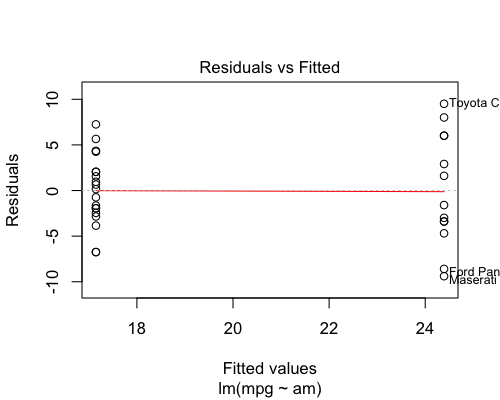 Residuals vs Fitted
Residuals
10
5
0
-5
-10
Toyota C
Ford Pan
Maserati
18
20
22
24
Fitted values
lm(mpg ~ am)